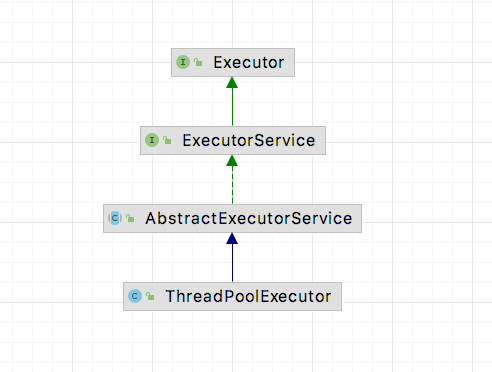 I Executor
I ExecutorService
C AbstractExecutorService
C ThreadPoolExecutor